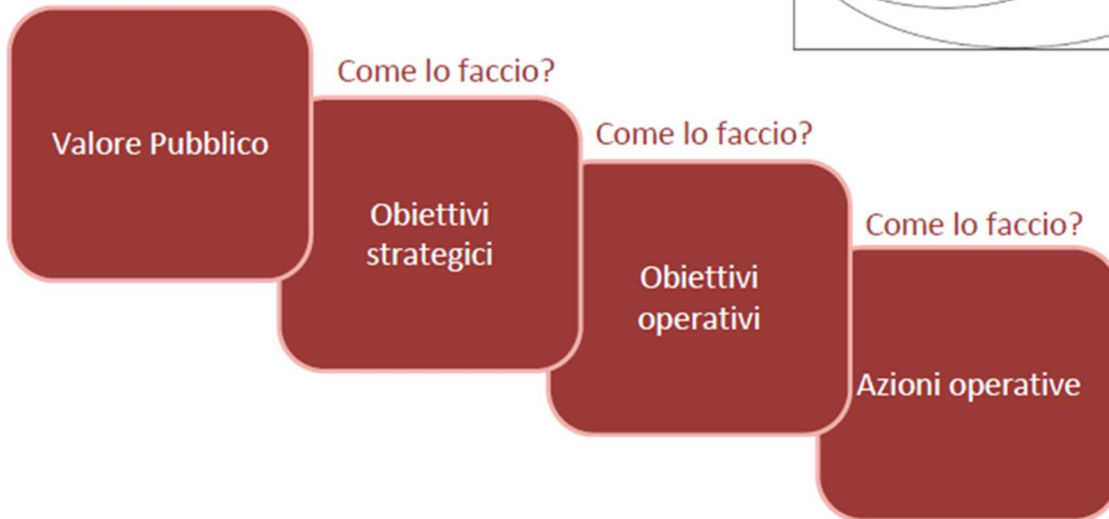 Valore Pubblico
Come lo faccio?
Obiettivi
strategici
Come lo faccio?
Obiettivi
operativi
Come lo faccio?
Azioni operative